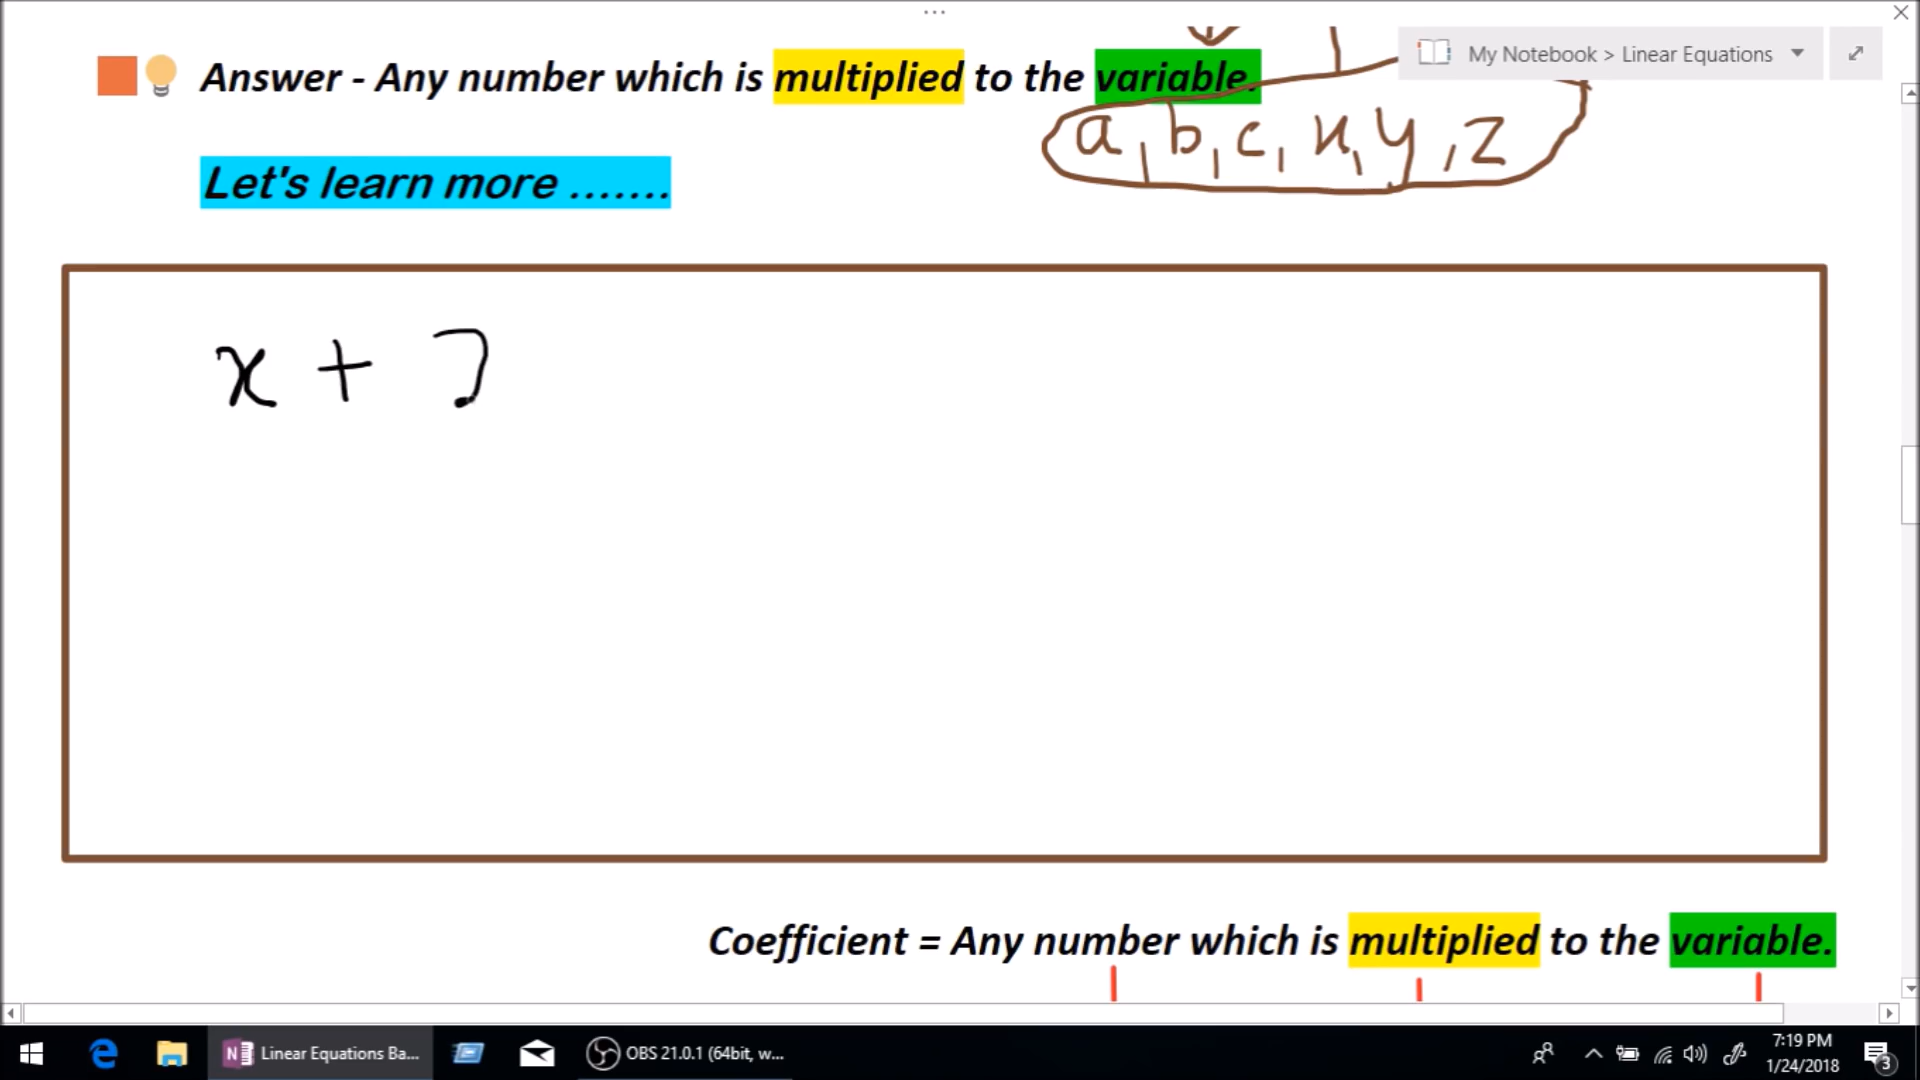 My Notebook > Linear Equations
Answer - Any number which is multiplied to the variable.
a, b, c, x, y, z
Let's learn more .......
x + 7
Coefficient = Any number which is multiplied to the variable.
Linear Equations Ba...
OBS 21.0.1 (64bit, w...
7:19 PM
1/24/2018
3